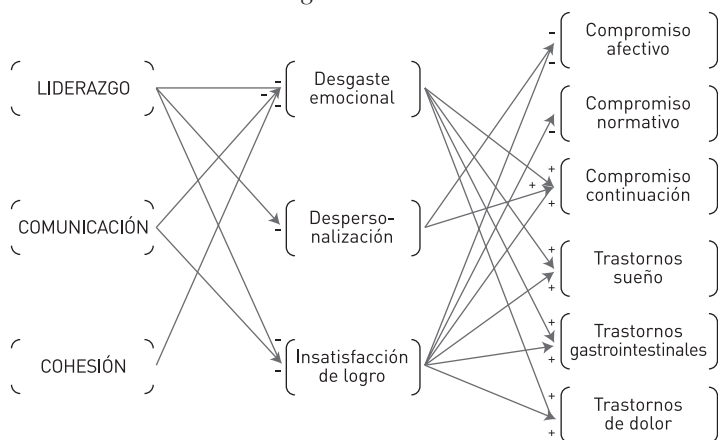 LIDERAZGO
COMUNICACIÓN
COHESIÓN
-
-
-
Desgaste
emocional
-
Desperso-
nalización
-
-
Insatisfacción
de logro
-
-
Compromiso
afectivo
-
Compromiso
normativo
+
+
+
Compromiso
continuación
+
+
Trastornos
sueño
+
+
Trastornos
gastrointestinales
+
+
Trastornos
de dolor